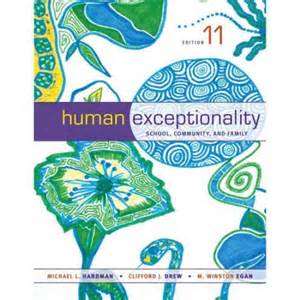 EDITION 11
human exceptionality
SCHOOL, COMMUNITY, AND FAMILY
MICHAEL L. HARDMAN • CLIFFORD J. DREW • M. WINSTON EGAN